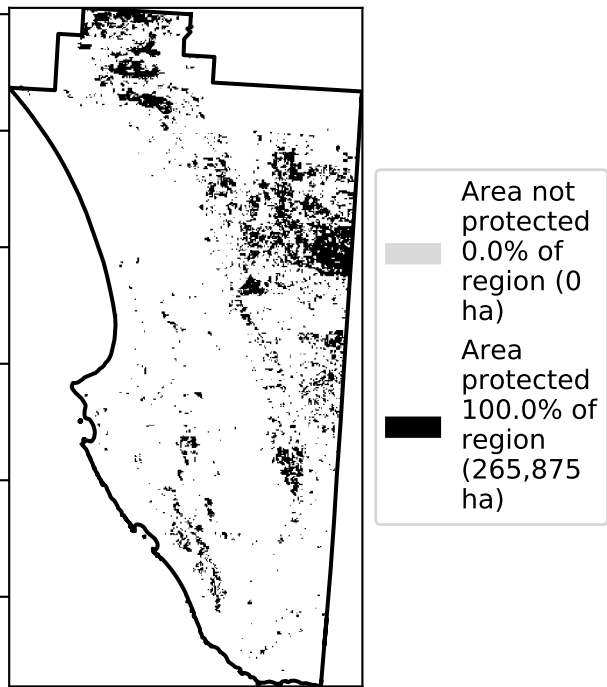 Area not
protected
0.0% of
region (0
ha)
Area
protected
100.0% of
region
(265,875
ha)